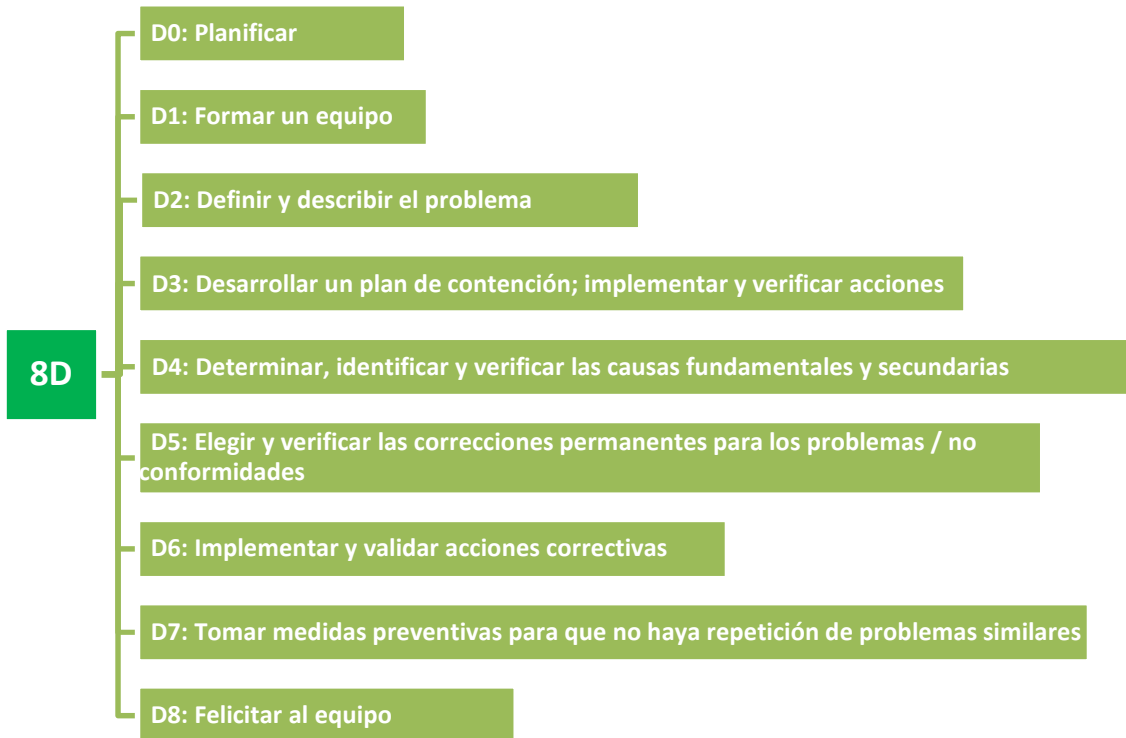 D0: Planificar
D1: Formar un equipo
D2: Definir y describir el problema
D3: Desarrollar un plan de contención; implementar y verificar acciones
8D
D4: Determinar, identificar y verificar las causas fundamentales y secundarias
D5: Elegir y verificar las correcciones permanentes para los problemas / no
conformidades
D6: Implementar y validar acciones correctivas
D7: Tomar medidas preventivas para que no haya repetición de problemas similares
D8: Felicitar al equipo